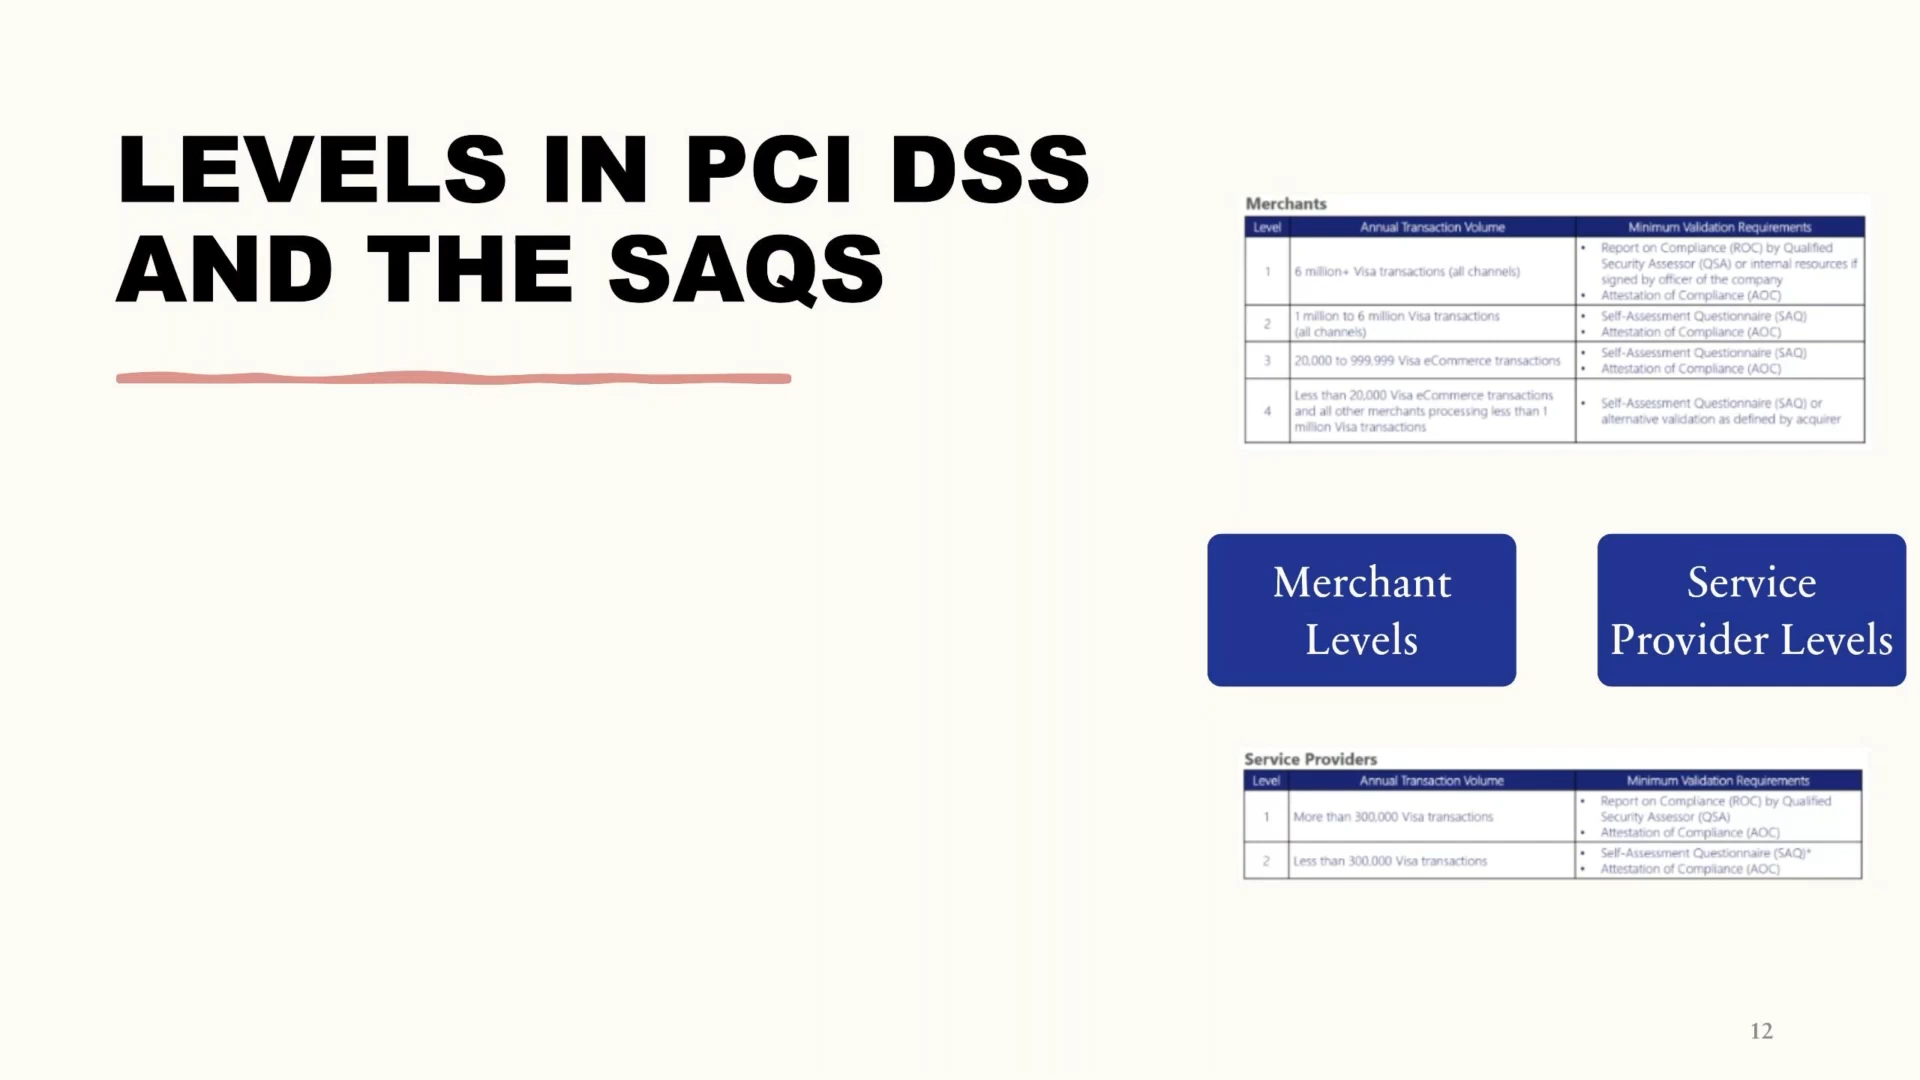 LEVELS IN PCI DSS
AND THE SAQS
Merchants
Level Annual Transaction Volume Minimum Validation Requirements
1 6 million+ Visa transactions (all channels)
• Report on Compliance (ROC) by Qualified
Security Assessor (QSA) or internal resources if
signed by officer of the company
• Attestation of Compliance (AOC)
2 1 million to 6 million Visa transactions
(all channels)
• Self-Assessment Questionnaire (SAQ)
• Attestation of Compliance (AOC)
3 20,000 to 999,999 Visa eCommerce transactions
• Self-Assessment Questionnaire (SAQ)
• Attestation of Compliance (AOC)
4 Less than 20,000 Visa eCommerce transactions
and all other merchants processing less than 1
million Visa transactions
• Self-Assessment Questionnaire (SAQ) or
alternative validation as defined by acquirer
Merchant
Levels
Service
Provider Levels
Service Providers
Level Annual Transaction Volume Minimum Validation Requirements
1 More than 300,000 Visa transactions
• Report on Compliance (ROC) by Qualified
Security Assessor (QSA)
• Attestation of Compliance (AOC)
2 Less than 300,000 Visa transactions
• Self-Assessment Questionnaire (SAQ)*
• Attestation of Compliance (AOC)
12